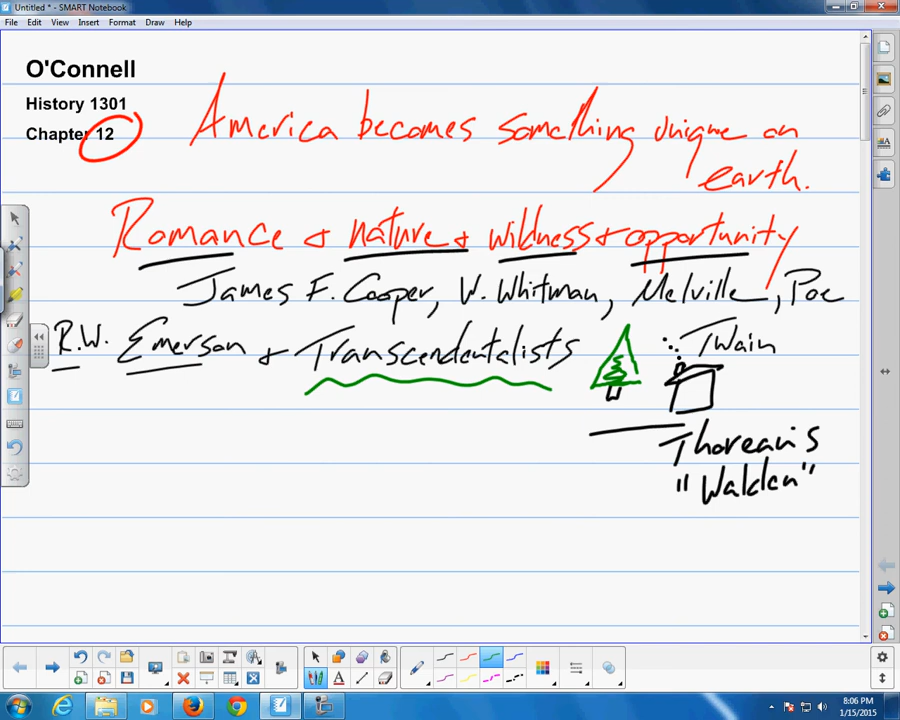 Untitled * - SMART Notebook
File Edit View Insert Format Draw Help
O'Connell
History 1301
Chapter 12
America becomes something unique on
earth.
Romance & nature & wildness & opportunity
James F. Cooper, W. Whitman, Melville, Poe
R.W. Emerson & Transcendentalists
Twain
Thoreau's
"Walden"
8:06 PM
1/15/2015